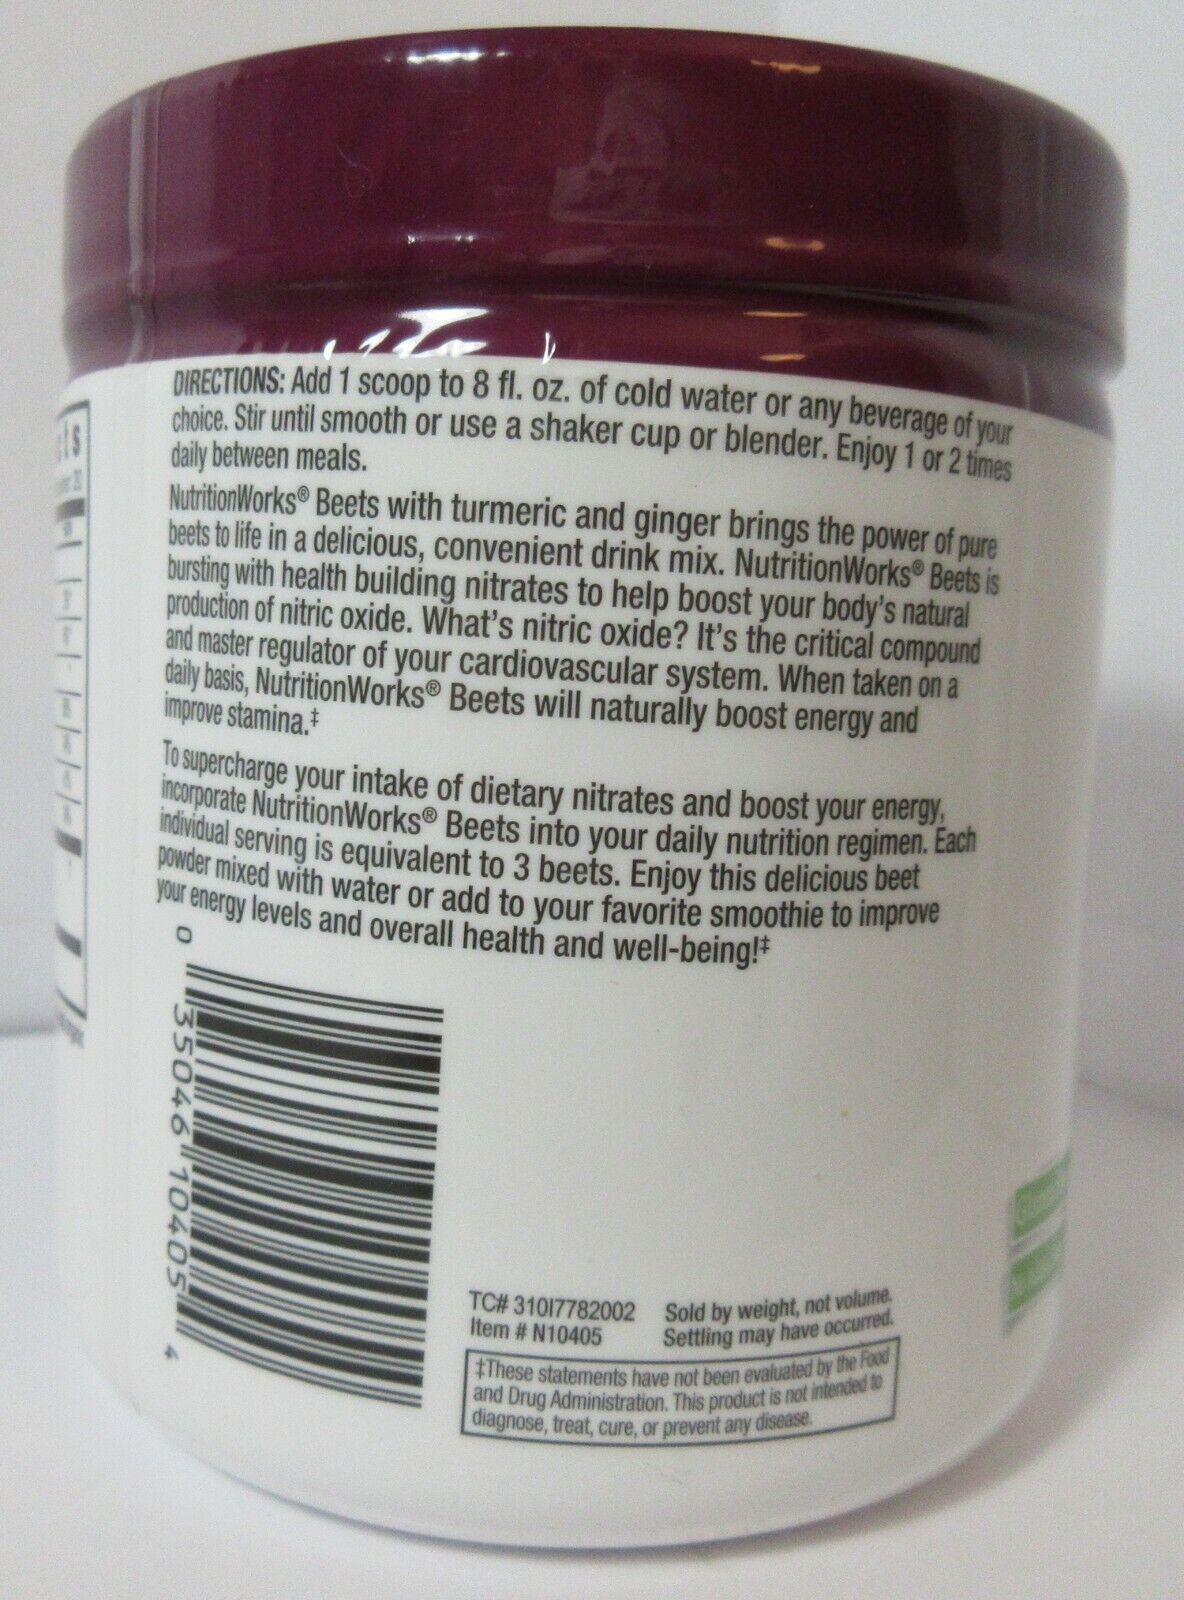 DIRECTIONS: Add 1 scoop to 8 fl. oz. of cold water or any beverage of your
choice. Stir until smooth or use a shaker cup or blender. Enjoy 1 or 2 times
daily between meals.
NutritionWorks® Beets with turmeric and ginger brings the power of pure
beets to life in a delicious, convenient drink mix. NutritionWorks® Beets is
bursting with health building nitrates to help boost your body's natural
production of nitric oxide. What's nitric oxide? It's the critical compound
and master regulator of your cardiovascular system. When taken on a
daily basis, NutritionWorks® Beets will naturally boost energy and
improve stamina.‡
To supercharge your intake of dietary nitrates and boost your energy,
incorporate NutritionWorks® Beets into your daily nutrition regimen. Each
individual serving is equivalent to 3 beets. Enjoy this delicious beet
powder mixed with water or add to your favorite smoothie to improve
your energy levels and overall health and well-being!‡
0 35046 10405 4
TC# 310I7782002 Sold by weight, not volume.
Item # N10405 Settling may have occurred.
‡These statements have not been evaluated by the Food
and Drug Administration. This product is not intended to
diagnose, treat, cure, or prevent any disease.